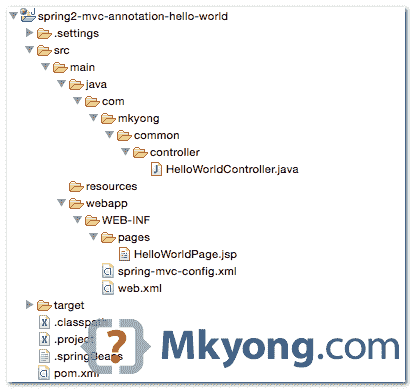 spring2-mvc-annotation-hello-world
.settings
src
main
java
com
mkyong
common
controller
HelloWorldController.java
resources
webapp
WEB-INF
pages
HelloWorldPage.jsp
spring-mvc-config.xml
web.xml
target
.classpath
.project
.springBeans
pom.xml
{?} Mkyong.com